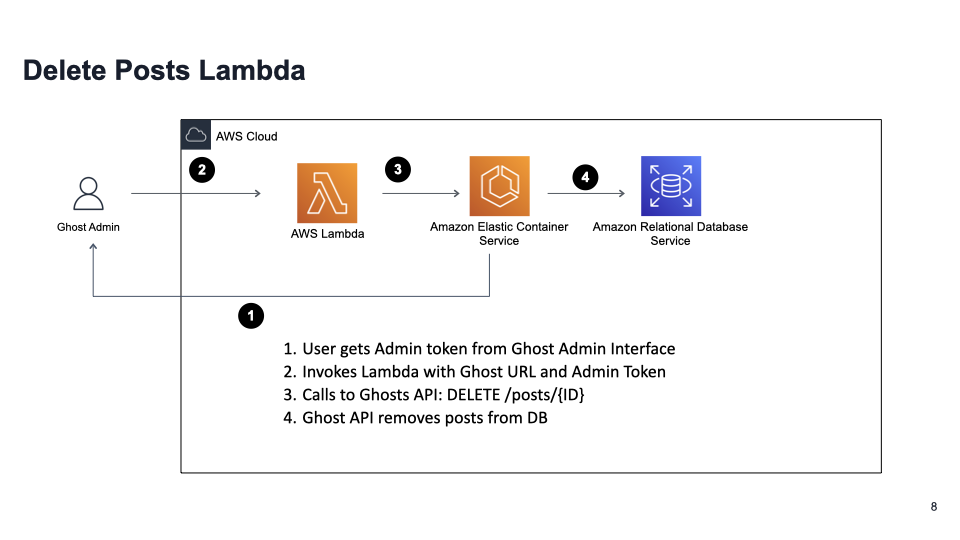 Delete Posts Lambda
AWS Cloud
2
3
4
Ghost Admin
AWS Lambda
Amazon Elastic Container
Service
Amazon Relational Database
Service
1
1. User gets Admin token from Ghost Admin Interface
2. Invokes Lambda with Ghost URL and Admin Token
3. Calls to Ghosts API: DELETE /posts/{ID}
4. Ghost API removes posts from DB
8